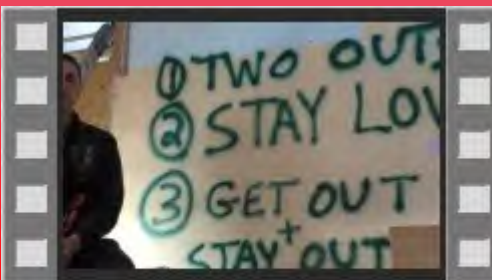 ① TWO OUT
② STAY LO
③ GET OUT
+
STAY OUT